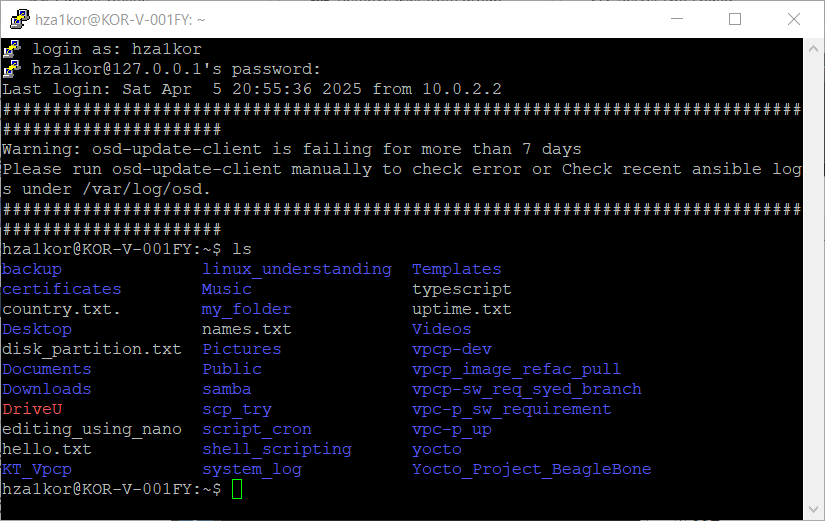 hza1kor@KOR-V-001FY: ~
login as: hza1kor
hza1kor@127.0.0.1's password:
Last login: Sat Apr  5 20:55:36 2025 from 10.0.2.2
################################################################################
######################
Warning: osd-update-client is failing for more than 7 days
Please run osd-update-client manually to check error or Check recent ansible log
s under /var/log/osd.
################################################################################
######################
hza1kor@KOR-V-001FY:~$ ls
backup              linux_understanding  Templates
certificates        Music                typescript
country.txt.        my_folder            uptime.txt
Desktop             names.txt            Videos
disk_partition.txt  Pictures             vpcp-dev
Documents           Public               vpcp_image_refac_pull
Downloads           samba                vpcp-sw_req_syed_branch
DriveU              scp_try              vpc-p_sw_requirement
editing_using_nano  script_cron          vpc-p_up
hello.txt           shell_scripting      yocto
KT_Vpcp             system_log           Yocto_Project_BeagleBone
hza1kor@KOR-V-001FY:~$